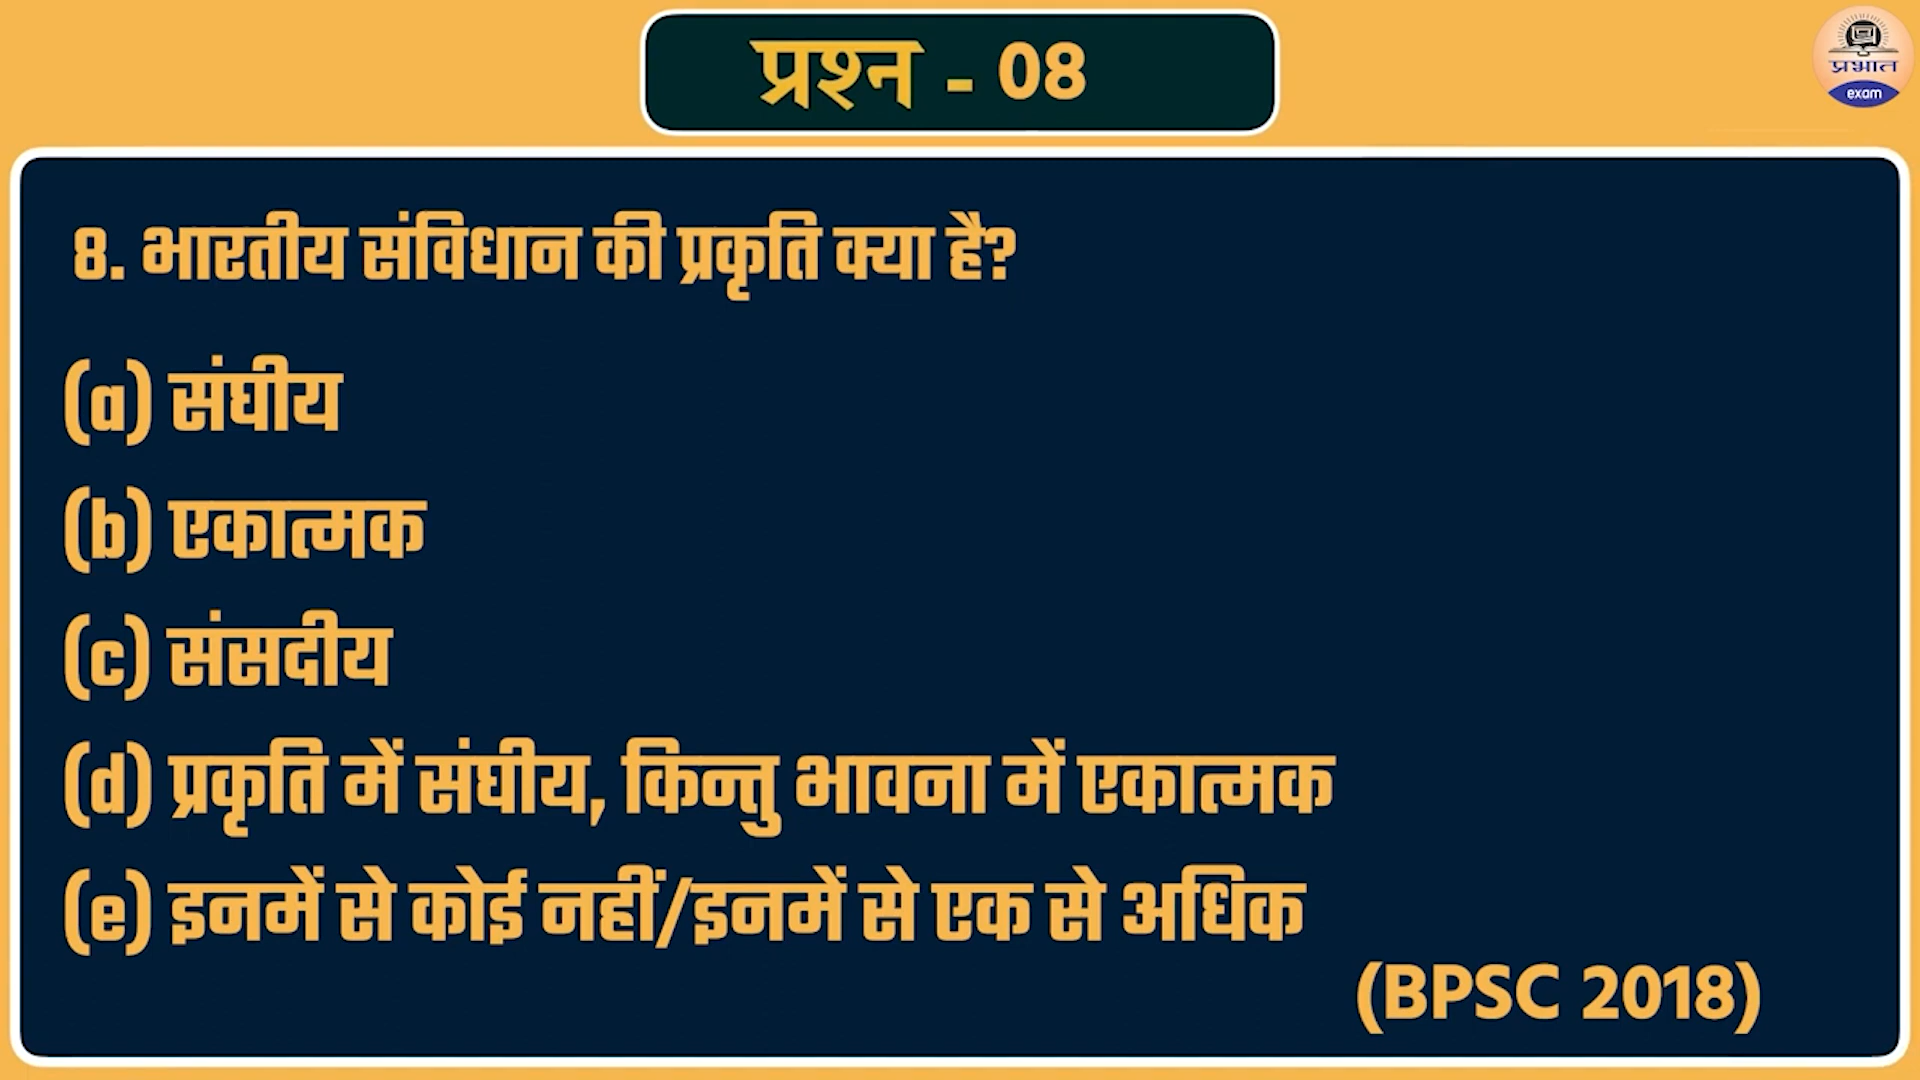 प्रश्न - 08
प्रभात
exam
8. भारतीय संविधान की प्रकृति क्या है?
(a) संघीय
(b) एकात्मक
(c) संसदीय
(d) प्रकृति में संघीय, किन्तु भावना में एकात्मक
(e) इनमें से कोई नहीं/इनमें से एक से अधिक
(BPSC 2018)